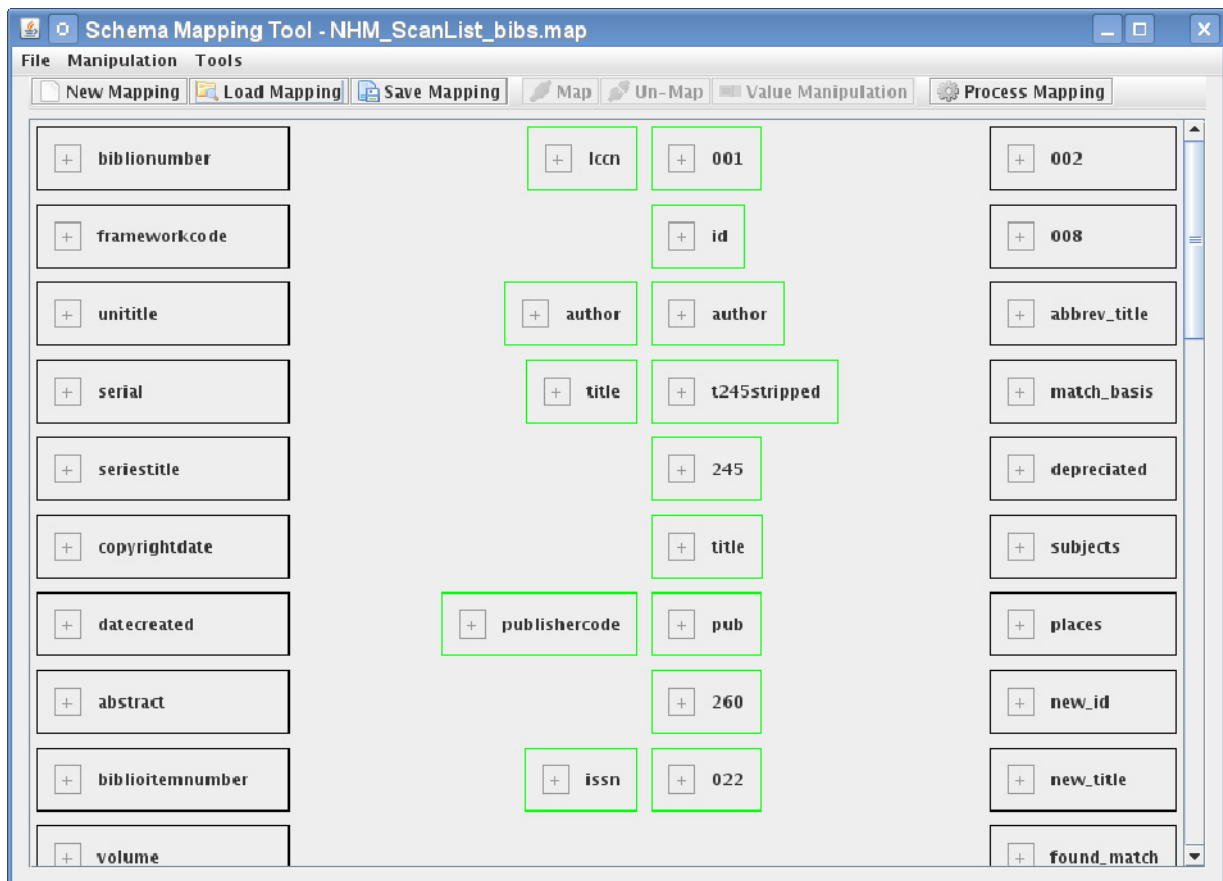 Schema Mapping Tool - NHM_ScanList_bibs.map
File Manipulation Tools
New Mapping Load Mapping Save Mapping Map Un-Map Value Manipulation Process Mapping
biblionumber lccn 001 002
frameworkcode id 008
unititle author author abbrev_title
serial title t245stripped match_basis
seriestitle 245 depreciated
copyrightdate title subjects
datecreated publishercode pub places
abstract 260 new_id
biblioitemnumber issn 022 new_title
volume found_match